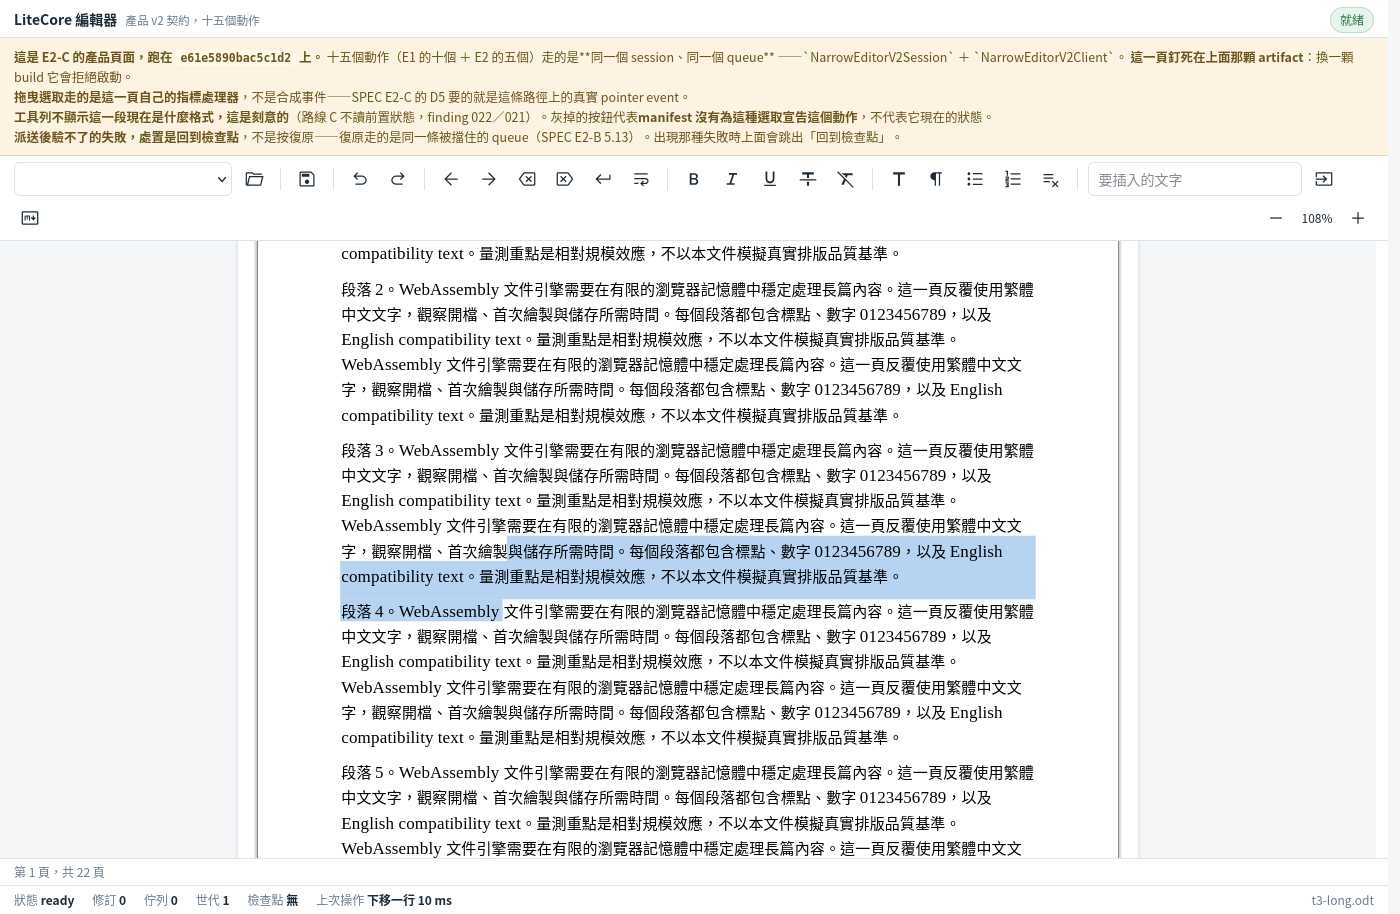 LiteCore 編輯器 產品 v2 契約，十五個動作
就緒
這是 E2-C 的產品頁面，跑在 e61e5890bac5c1d2 上。 十五個動作（E1 的十個 ＋ E2 的五個）走的是**同一個 session、同一個 queue** ——`NarrowEditorV2Session` ＋ `NarrowEditorV2Client`。 這一頁釘死在上面那顆 artifact：換一顆
build 它會拒絕啟動。
拖曳選取走的是這一頁自己的指標處理器，不是合成事件——SPEC E2-C 的 D5 要的就是這條路徑上的真實 pointer event。
工具列不顯示這一段現在是什麼格式，這是刻意的（路線 C 不讀前置狀態，finding 022／021）。灰掉的按鈕代表manifest 沒有為這種選取宣告這個動作，不代表它現在的狀態。
派送後驗不了的失敗，處置是回到檢查點，不是按復原——復原走的是同一條被擋住的 queue（SPEC E2-B 5.13）。出現那種失敗時上面會跳出「回到檢查點」。
B I U T T 要插入的文字
108%
compatibility text。量測重點是相對規模效應，不以本文件模擬真實排版品質基準。
段落 2。WebAssembly 文件引擎需要在有限的瀏覽器記憶體中穩定處理長篇內容。這一頁反覆使用繁體
中文文字，觀察開檔、首次繪製與儲存所需時間。每個段落都包含標點、數字 0123456789，以及
English compatibility text。量測重點是相對規模效應，不以本文件模擬真實排版品質基準。
WebAssembly 文件引擎需要在有限的瀏覽器記憶體中穩定處理長篇內容。這一頁反覆使用繁體中文文
字，觀察開檔、首次繪製與儲存所需時間。每個段落都包含標點、數字 0123456789，以及 English
compatibility text。量測重點是相對規模效應，不以本文件模擬真實排版品質基準。
段落 3。WebAssembly 文件引擎需要在有限的瀏覽器記憶體中穩定處理長篇內容。這一頁反覆使用繁體
中文文字，觀察開檔、首次繪製與儲存所需時間。每個段落都包含標點、數字 0123456789，以及
English compatibility text。量測重點是相對規模效應，不以本文件模擬真實排版品質基準。
WebAssembly 文件引擎需要在有限的瀏覽器記憶體中穩定處理長篇內容。這一頁反覆使用繁體中文文
字，觀察開檔、首次繪製與儲存所需時間。每個段落都包含標點、數字 0123456789，以及 English
compatibility text。量測重點是相對規模效應，不以本文件模擬真實排版品質基準。
段落 4。WebAssembly 文件引擎需要在有限的瀏覽器記憶體中穩定處理長篇內容。這一頁反覆使用繁體
中文文字，觀察開檔、首次繪製與儲存所需時間。每個段落都包含標點、數字 0123456789，以及
English compatibility text。量測重點是相對規模效應，不以本文件模擬真實排版品質基準。
WebAssembly 文件引擎需要在有限的瀏覽器記憶體中穩定處理長篇內容。這一頁反覆使用繁體中文文
字，觀察開檔、首次繪製與儲存所需時間。每個段落都包含標點、數字 0123456789，以及 English
compatibility text。量測重點是相對規模效應，不以本文件模擬真實排版品質基準。
段落 5。WebAssembly 文件引擎需要在有限的瀏覽器記憶體中穩定處理長篇內容。這一頁反覆使用繁體
中文文字，觀察開檔、首次繪製與儲存所需時間。每個段落都包含標點、數字 0123456789，以及
English compatibility text。量測重點是相對規模效應，不以本文件模擬真實排版品質基準。
WebAssembly 文件引擎需要在有限的瀏覽器記憶體中穩定處理長篇內容。這一頁反覆使用繁體中文文
第 1 頁，共 22 頁
狀態 ready 修訂 0 佇列 0 世代 1 檢查點 無 上次操作 下移一行 10 ms t3-long.odt